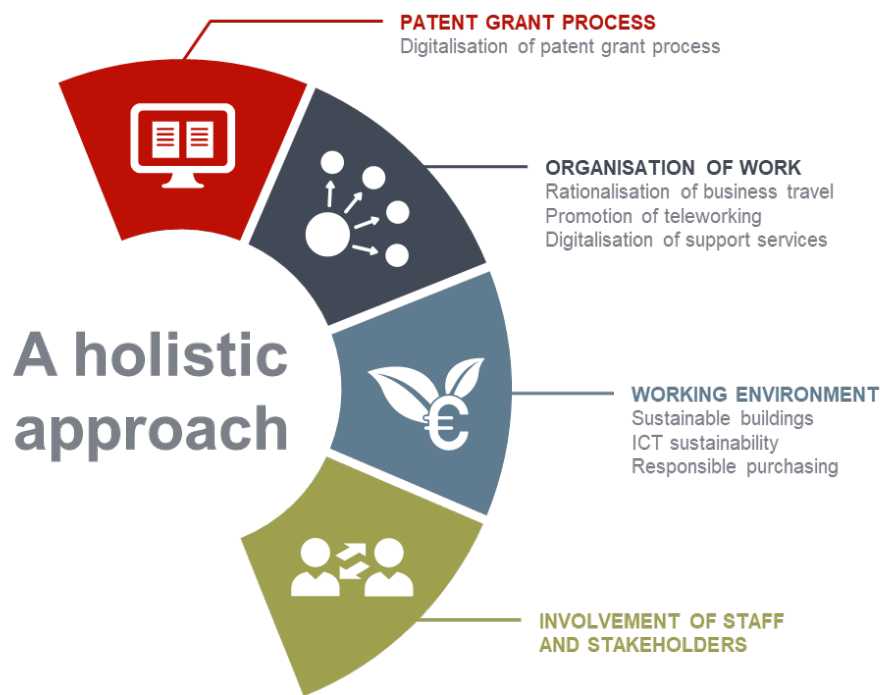 PATENT GRANT PROCESS
Digitalisation of patent grant process
ORGANISATION OF WORK
Rationalisation of business travel
Promotion of teleworking
Digitalisation of support services
A holistic
approach
WORKING ENVIRONMENT
Sustainable buildings
ICT sustainability
Responsible purchasing
€
INVOLVEMENT OF STAFF
AND STAKEHOLDERS